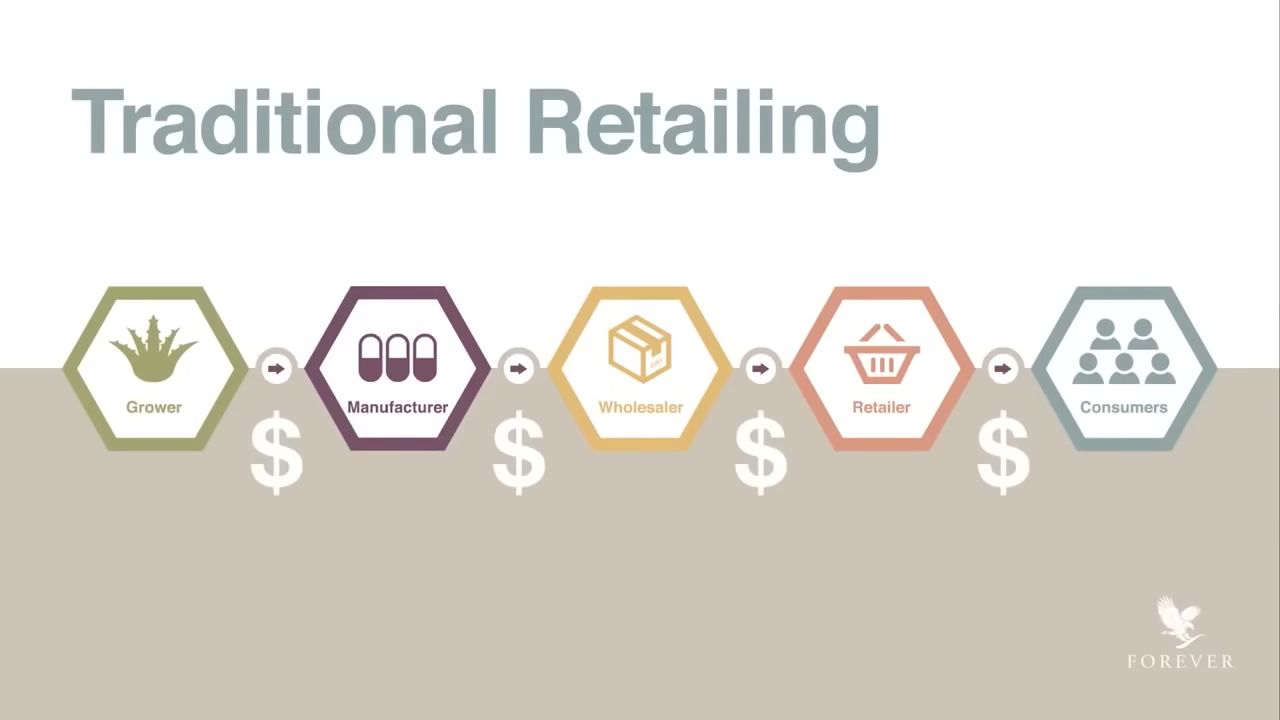 Traditional Retailing
Grower
Manufacturer
Wholesaler
Retailer
Consumers
$ $ $ $
FOREVER